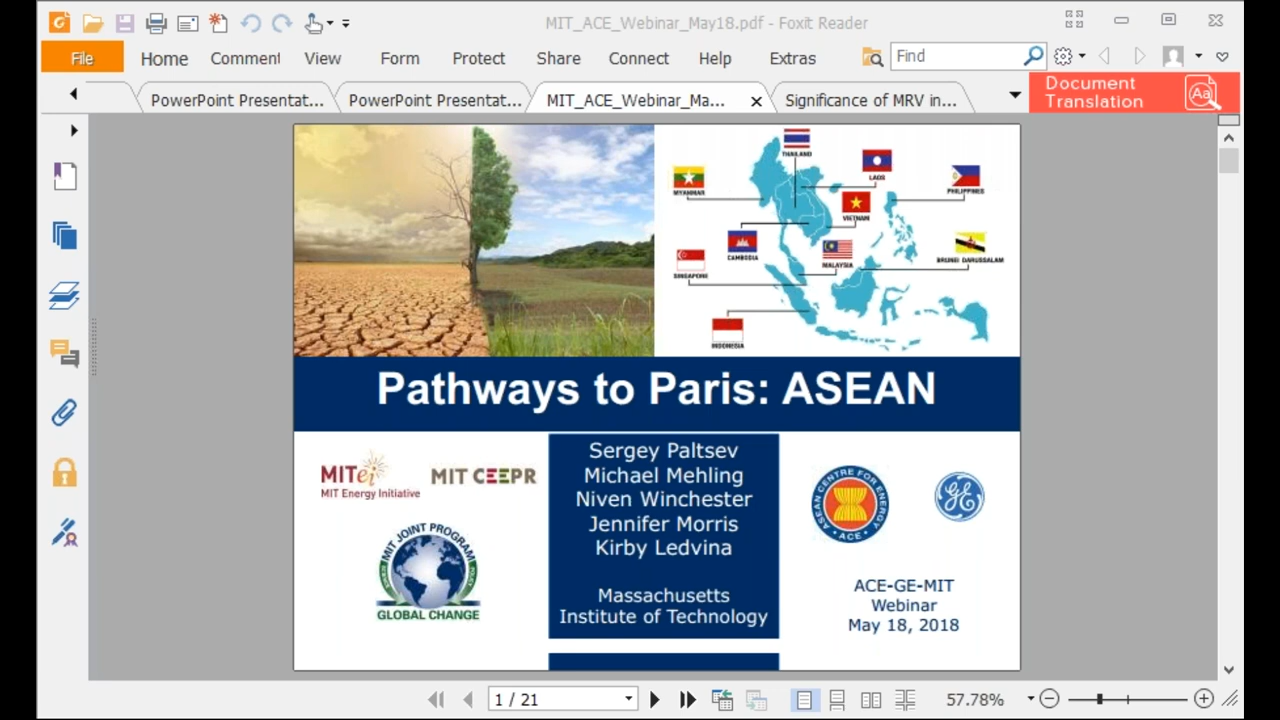 MIT_ACE_Webinar_May18.pdf - Foxit Reader
File Home Comment View Form Protect Share Connect Help Extras Find
PowerPoint Presentat... PowerPoint Presentat... MIT_ACE_Webinar_Ma... Significance of MRV in...
Document
Translation
THAILAND
LAOS
MYANMAR
PHILIPPINES
VIETNAM
CAMBODIA
MALAYSIA
BRUNEI DARUSSALAM
SINGAPORE
INDONESIA
Pathways to Paris: ASEAN
MITei
MIT Energy Initiative
MIT CEEPR
MIT JOINT PROGRAM
SCIENCE POLICY
GLOBAL CHANGE
Sergey Paltsev
Michael Mehling
Niven Winchester
Jennifer Morris
Kirby Ledvina
Massachusetts
Institute of Technology
ASEAN CENTRE FOR ENERGY
ACE
GE
ACE-GE-MIT
Webinar
May 18, 2018
1 / 21
57.78%